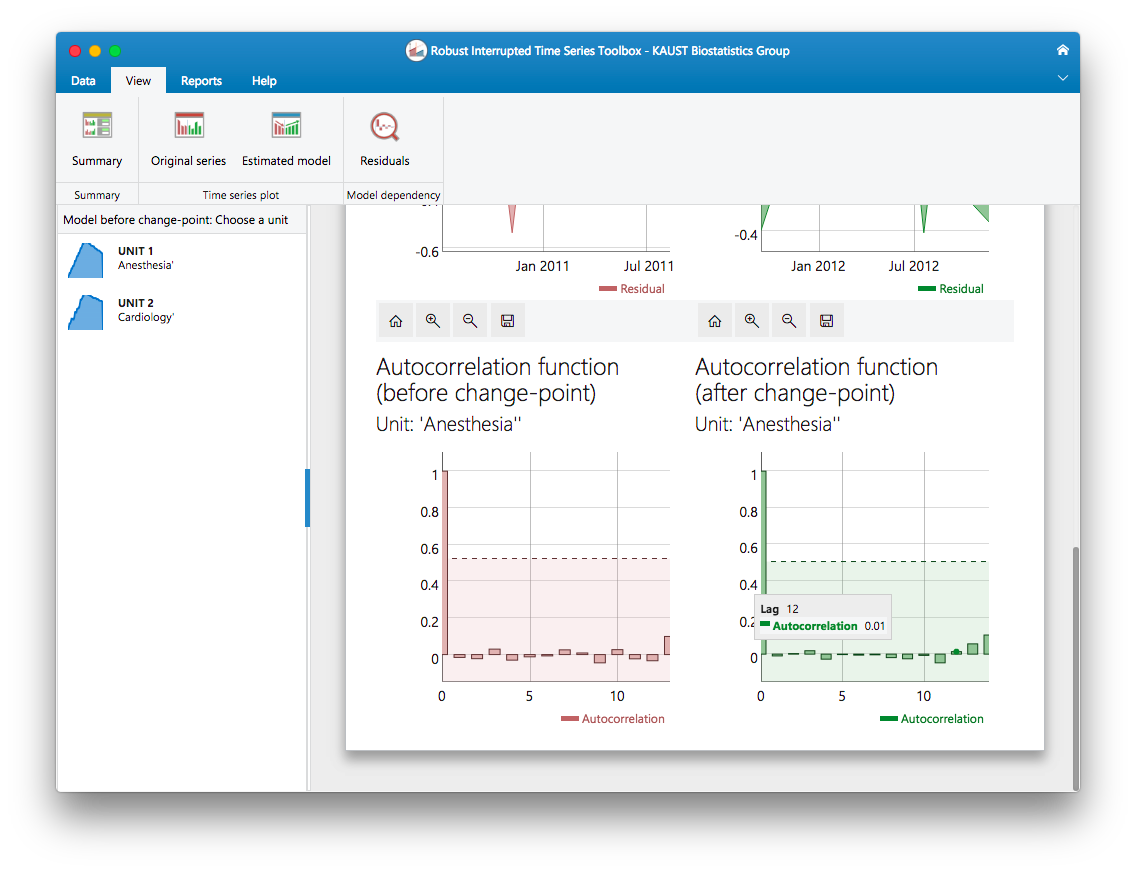 Robust Interrupted Time Series Toolbox - KAUST Biostatistics Group
Data View Reports Help
Summary Original series Estimated model Residuals
Summary Time series plot Model dependency
Model before change-point: Choose a unit
UNIT 1
Anesthesia'
UNIT 2
Cardiology'
-0.6
Jan 2011 Jul 2011
Residual
-0.4
Jan 2012 Jul 2012
Residual
Autocorrelation function
(before change-point)
Unit: 'Anesthesia''
1
0.8
0.6
0.4
0.2
0
0 5 10
Autocorrelation
Autocorrelation function
(after change-point)
Unit: 'Anesthesia''
1
0.8
0.6
0.4
0.2
0
Lag 12
Autocorrelation 0.01
0 5 10
Autocorrelation